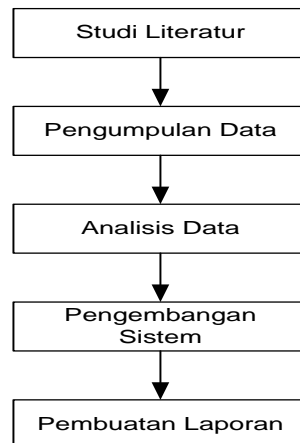 Studi Literatur
Pengumpulan Data
Analisis Data
Pengembangan
Sistem
Pembuatan Laporan